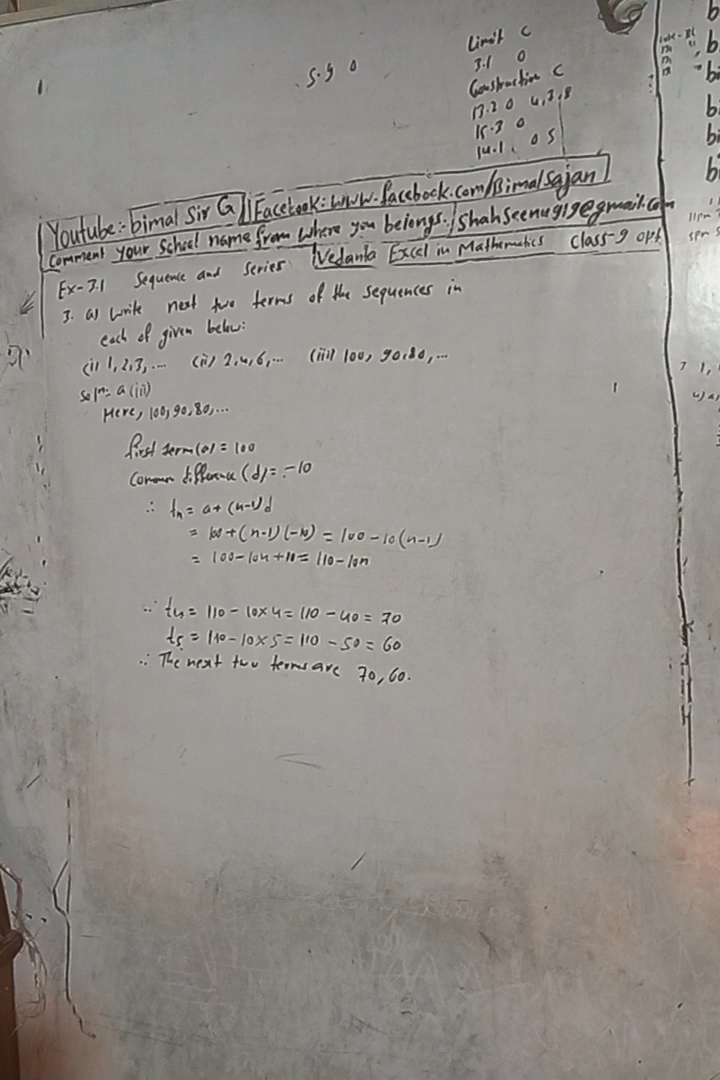 5.4 0
Limit C
3.1 0
Construction C
13.2 0 4,3,8
15.3 0
14.1 0 5
Youtube:- bimal Sir G Facebook: www.facebook.com/Bimalsajan
Comment your School name from where you belongs. / shahseenu919@gmail.com
Ex-3.1 Sequence and Series Vedanta Excel in Mathematics Class-9 opt
3. a) Write next two terms of the sequences in
each of given below:
(i) 1,2,3,... (ii) 2,4,6,... (iii) 100, 90,80,...
Solⁿ: a (iii)
Here, 100,90,80,...
first term (a) = 100
Common difference (d) = -10
∴ tn = a+(n-1)d
= 100+(n-1)(-10) = 100-10(n-1)
= 100-10n+10 = 110-10n
∴ t4 = 110-10×4 = 110-40 = 70
t5 = 110-10×5 = 110-50 = 60
∴ The next two terms are 70,60.